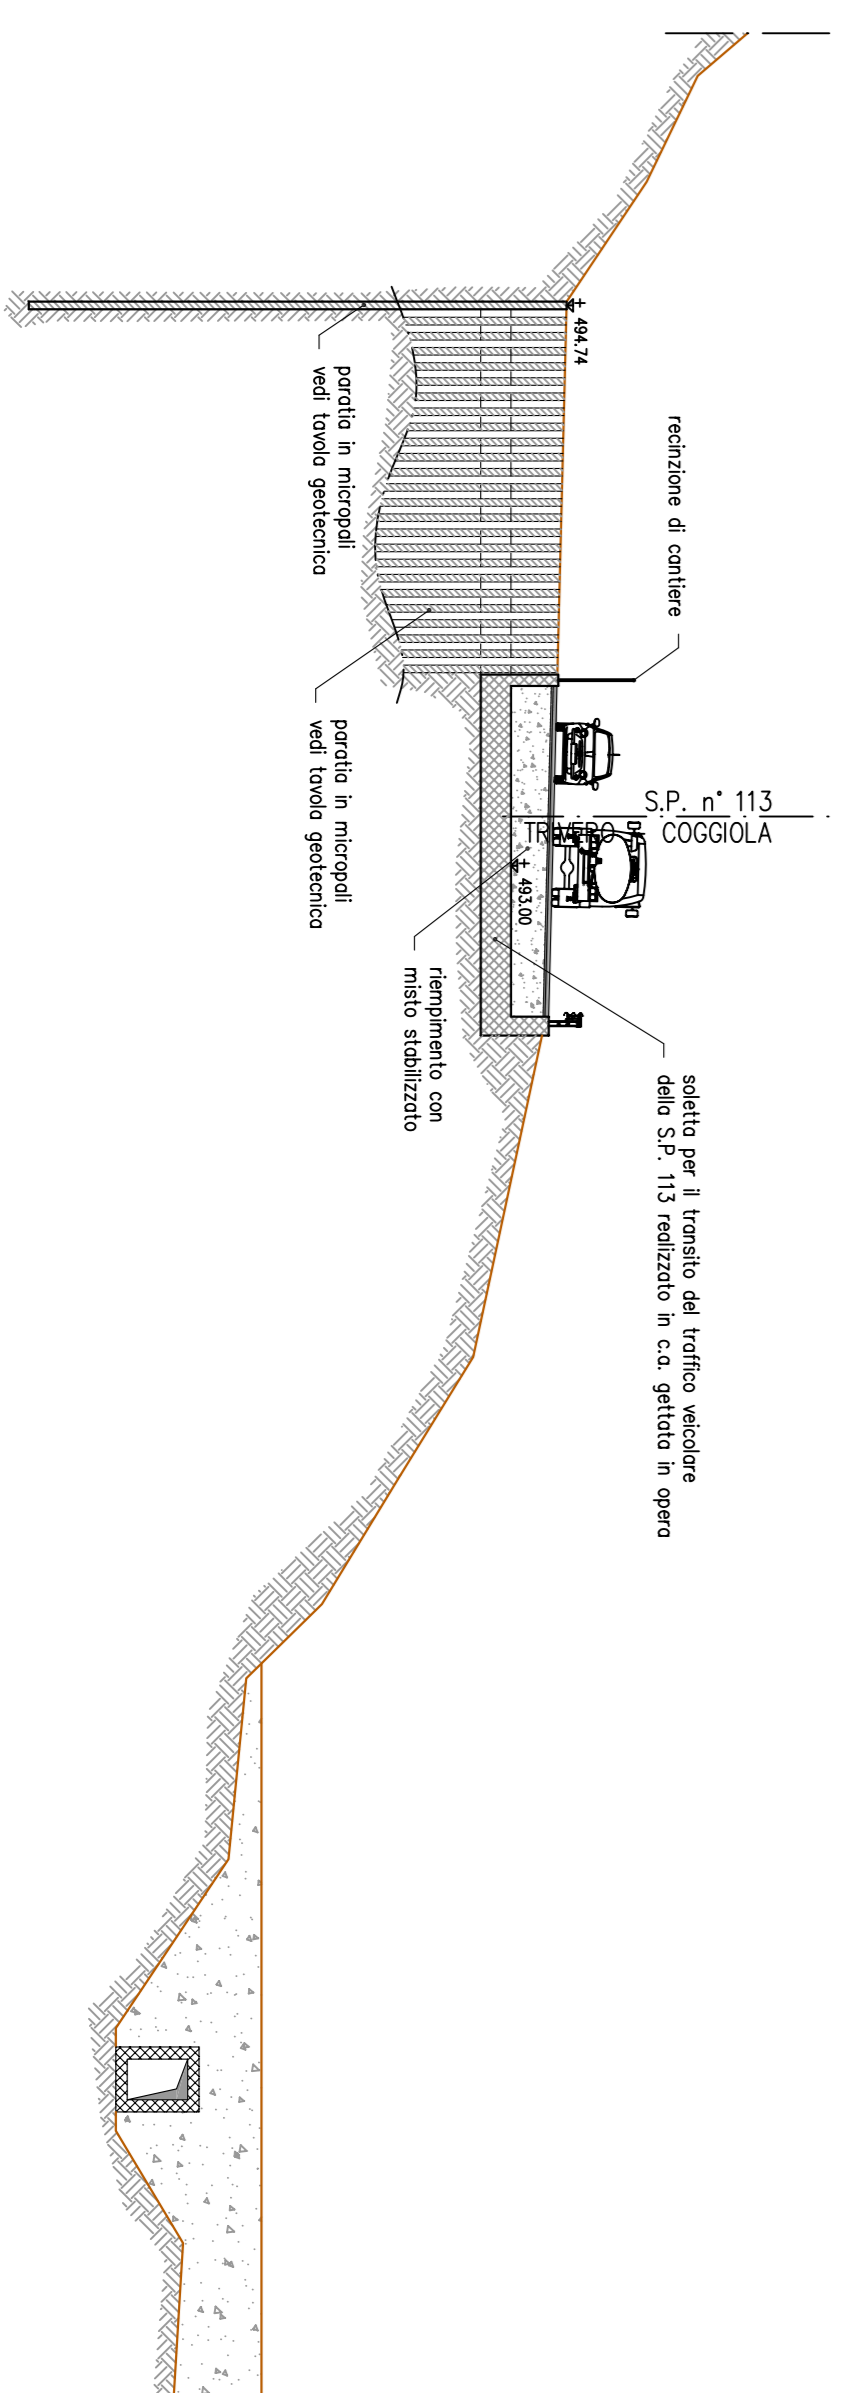 + 494.74
recinzione di cantiere
paratia in micropali
vedi tavola geotecnica
paratia in micropali
vedi tavola geotecnica
S.P. n° 113
TRIVERO COGGIOLA
+ 493.00
riempimento con
misto stabilizzato
soletta per il transito del traffico veicolare
della S.P. 113 realizzato in c.a. gettata in opera